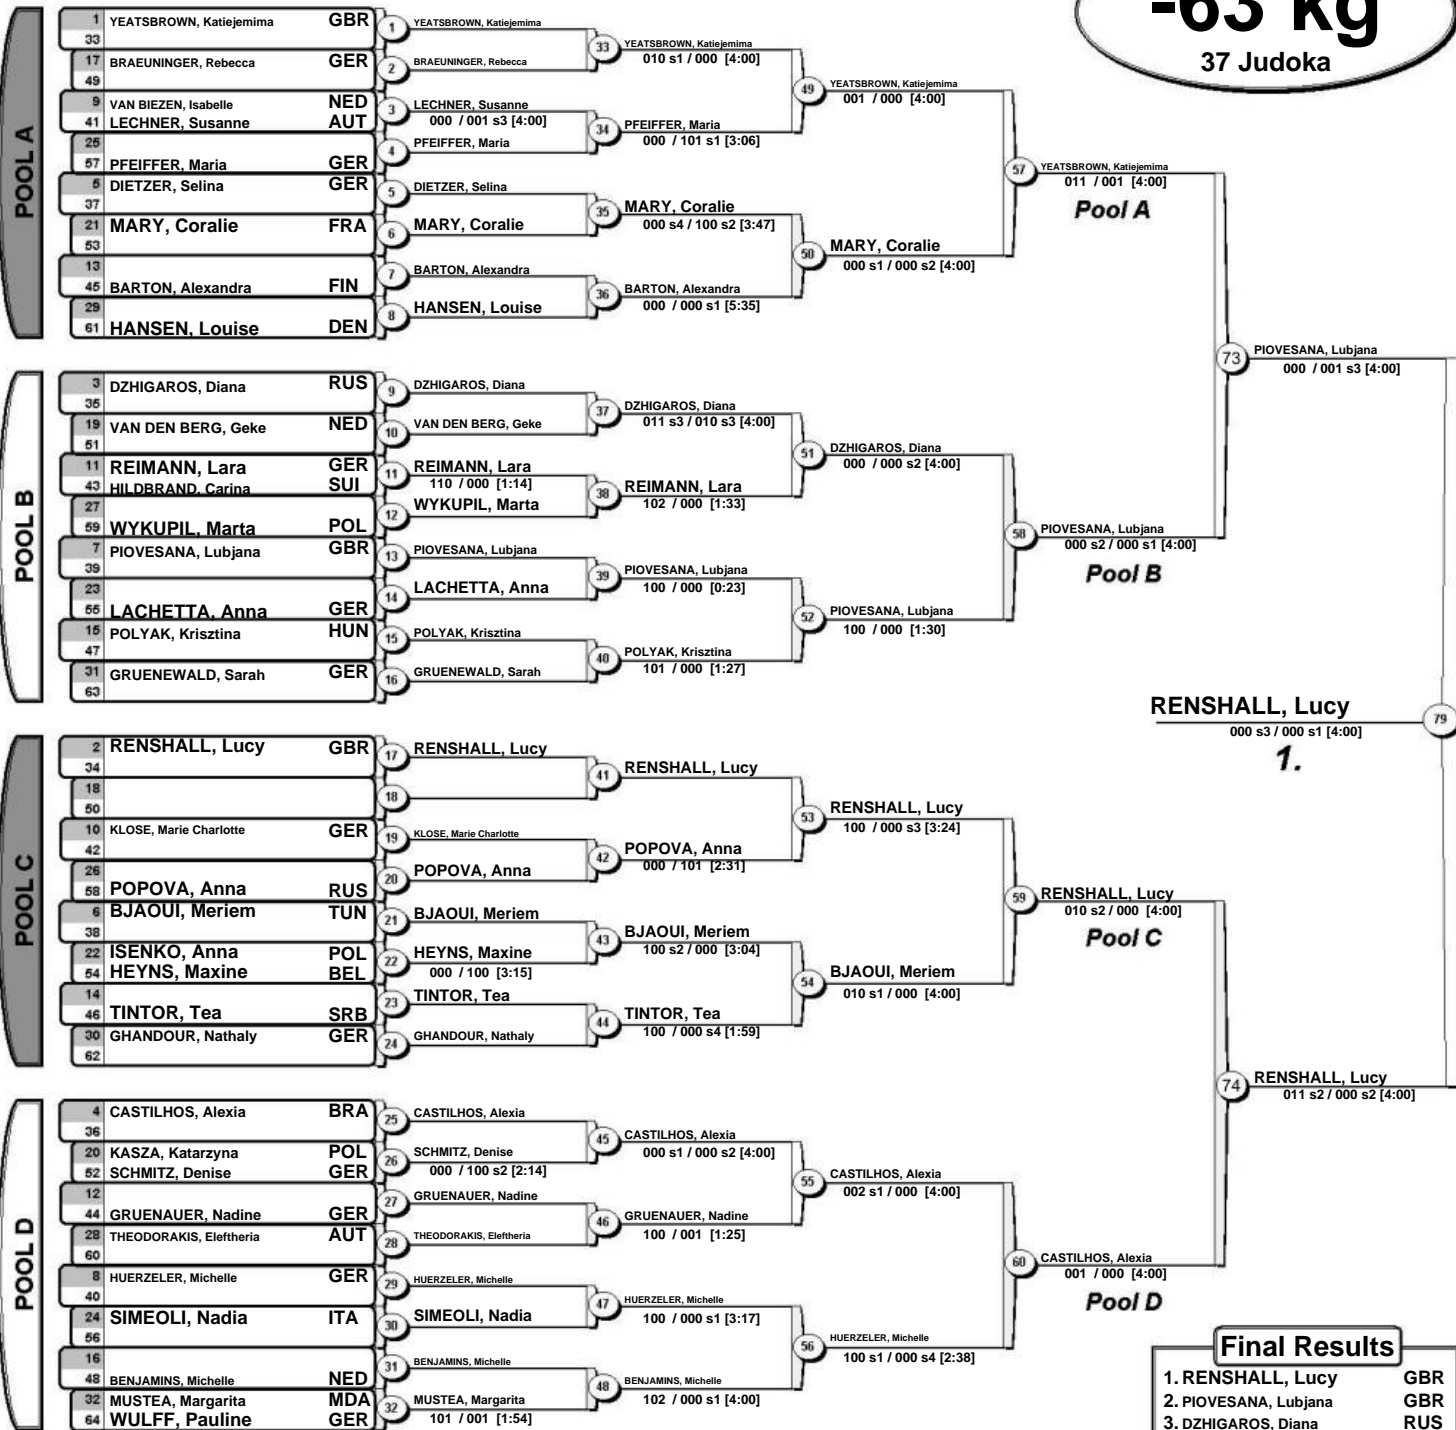 -63 kg
37 Judoka
POOL A
1 YEATSBROWN, Katiejemima GBR
33
17 BRAEUNINGER, Rebecca GER
49
9 VAN BIEZEN, Isabelle NED
41 LECHNER, Susanne AUT
25
57 PFEIFFER, Maria GER
5 DIETZER, Selina GER
37
21 MARY, Coralie FRA
53
13
45 BARTON, Alexandra FIN
29
61 HANSEN, Louise DEN
1 YEATSBROWN, Katiejemima
2 BRAEUNINGER, Rebecca
3 LECHNER, Susanne
000 / 001 s3 [4:00]
4 PFEIFFER, Maria
5 DIETZER, Selina
6 MARY, Coralie
7 BARTON, Alexandra
8 HANSEN, Louise
33 YEATSBROWN, Katiejemima
010 s1 / 000 [4:00]
34 PFEIFFER, Maria
000 / 101 s1 [3:06]
35 MARY, Coralie
000 s4 / 100 s2 [3:47]
36 BARTON, Alexandra
000 / 000 s1 [5:35]
49 YEATSBROWN, Katiejemima
001 / 000 [4:00]
50 MARY, Coralie
000 s1 / 000 s2 [4:00]
57 YEATSBROWN, Katiejemima
011 / 001 [4:00]
Pool A
POOL B
3 DZHIGAROS, Diana RUS
35
19 VAN DEN BERG, Geke NED
51
11 REIMANN, Lara GER
43 HILDBRAND, Carina SUI
27
59 WYKUPIL, Marta POL
7 PIOVESANA, Lubjana GBR
39
23
55 LACHETTA, Anna GER
15 POLYAK, Krisztina HUN
47
31 GRUENEWALD, Sarah GER
63
9 DZHIGAROS, Diana
10 VAN DEN BERG, Geke
11 REIMANN, Lara
110 / 000 [1:14]
12 WYKUPIL, Marta
13 PIOVESANA, Lubjana
14 LACHETTA, Anna
15 POLYAK, Krisztina
16 GRUENEWALD, Sarah
37 DZHIGAROS, Diana
011 s3 / 010 s3 [4:00]
38 REIMANN, Lara
102 / 000 [1:33]
39 PIOVESANA, Lubjana
100 / 000 [0:23]
40 POLYAK, Krisztina
101 / 000 [1:27]
51 DZHIGAROS, Diana
000 / 000 s2 [4:00]
52 PIOVESANA, Lubjana
100 / 000 [1:30]
58 PIOVESANA, Lubjana
000 s2 / 000 s1 [4:00]
Pool B
73 PIOVESANA, Lubjana
000 / 001 s3 [4:00]
RENSHALL, Lucy 79
000 s3 / 000 s1 [4:00]
1.
POOL C
2 RENSHALL, Lucy GBR
34
18
50
10 KLOSE, Marie Charlotte GER
42
26
58 POPOVA, Anna RUS
6 BJAOUI, Meriem TUN
38
22 ISENKO, Anna POL
54 HEYNS, Maxine BEL
14
46 TINTOR, Tea SRB
30 GHANDOUR, Nathaly GER
62
17 RENSHALL, Lucy
18
19 KLOSE, Marie Charlotte
20 POPOVA, Anna
21 BJAOUI, Meriem
22 HEYNS, Maxine
000 / 100 [3:15]
23 TINTOR, Tea
24 GHANDOUR, Nathaly
41 RENSHALL, Lucy
42 POPOVA, Anna
000 / 101 [2:31]
43 BJAOUI, Meriem
100 s2 / 000 [3:04]
44 TINTOR, Tea
100 / 000 s4 [1:59]
53 RENSHALL, Lucy
100 / 000 s3 [3:24]
54 BJAOUI, Meriem
010 s1 / 000 [4:00]
59 RENSHALL, Lucy
010 s2 / 000 [4:00]
Pool C
74 RENSHALL, Lucy
011 s2 / 000 s2 [4:00]
POOL D
4 CASTILHOS, Alexia BRA
36
20 KASZA, Katarzyna POL
52 SCHMITZ, Denise GER
12
44 GRUENAUER, Nadine GER
28 THEODORAKIS, Eleftheria AUT
60
8 HUERZELER, Michelle GER
40
24 SIMEOLI, Nadia ITA
56
16
48 BENJAMINS, Michelle NED
32 MUSTEA, Margarita MDA
64 WULFF, Pauline GER
25 CASTILHOS, Alexia
26 SCHMITZ, Denise
000 / 100 s2 [2:14]
27 GRUENAUER, Nadine
28 THEODORAKIS, Eleftheria
29 HUERZELER, Michelle
30 SIMEOLI, Nadia
31 BENJAMINS, Michelle
32 MUSTEA, Margarita
101 / 001 [1:54]
45 CASTILHOS, Alexia
000 s1 / 000 s2 [4:00]
46 GRUENAUER, Nadine
100 / 001 [1:25]
47 HUERZELER, Michelle
100 / 000 s1 [3:17]
48 BENJAMINS, Michelle
102 / 000 s1 [4:00]
55 CASTILHOS, Alexia
002 s1 / 000 [4:00]
56 HUERZELER, Michelle
100 s1 / 000 s4 [2:38]
60 CASTILHOS, Alexia
001 / 000 [4:00]
Pool D
Final Results
1. RENSHALL, Lucy GBR
2. PIOVESANA, Lubjana GBR
3. DZHIGAROS, Diana RUS